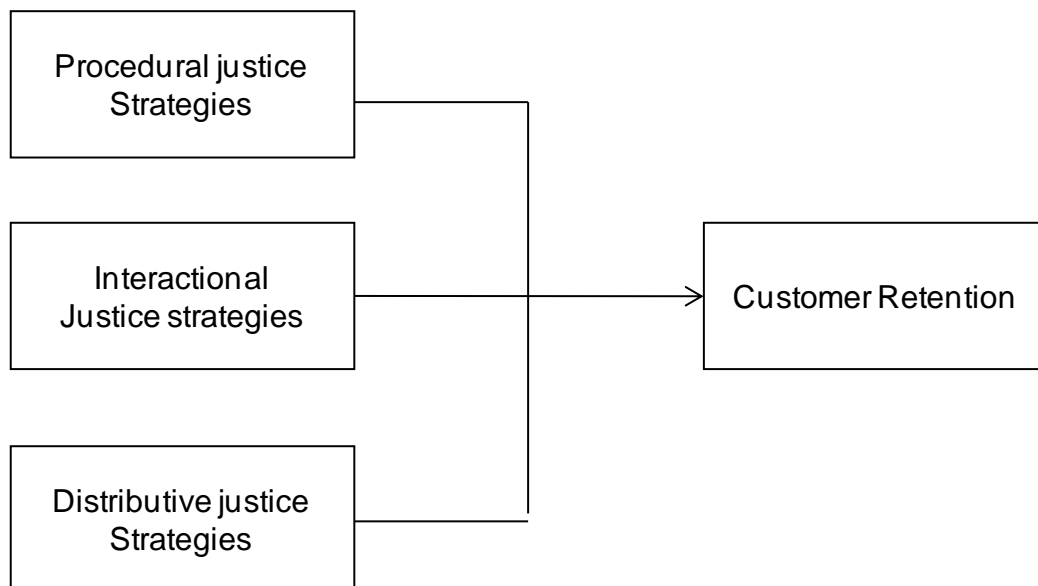 Procedural justice
Strategies
Interactional
Justice strategies
Customer Retention
Distributive justice
Strategies